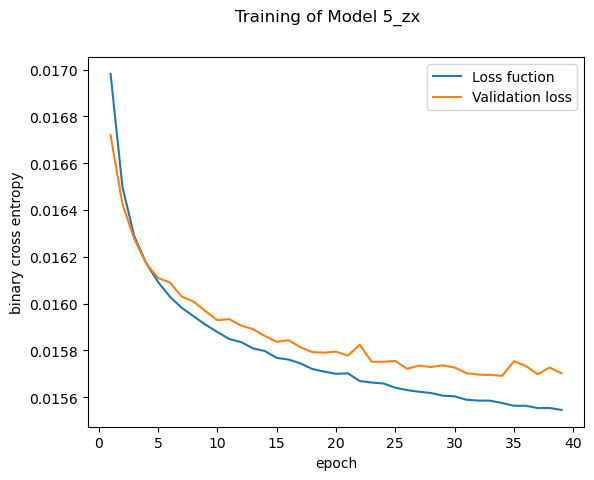 Training of Model 5_zx
Loss fuction
Validation loss
0.0170
0.0168
0.0166
0.0164
0.0162
0.0160
0.0158
0.0156
binary cross entropy
0 5 10 15 20 25 30 35 40
epoch